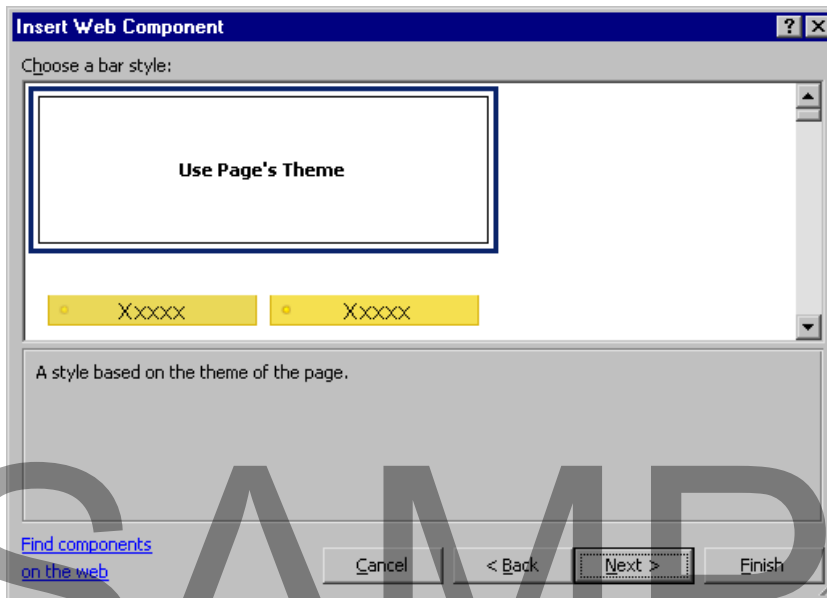 Insert Web Component
Choose a bar style:
Use Page's Theme
Xxxxx Xxxxx
A style based on the theme of the page.
Find components
on the web
Cancel < Back Next > Finish
SAMP